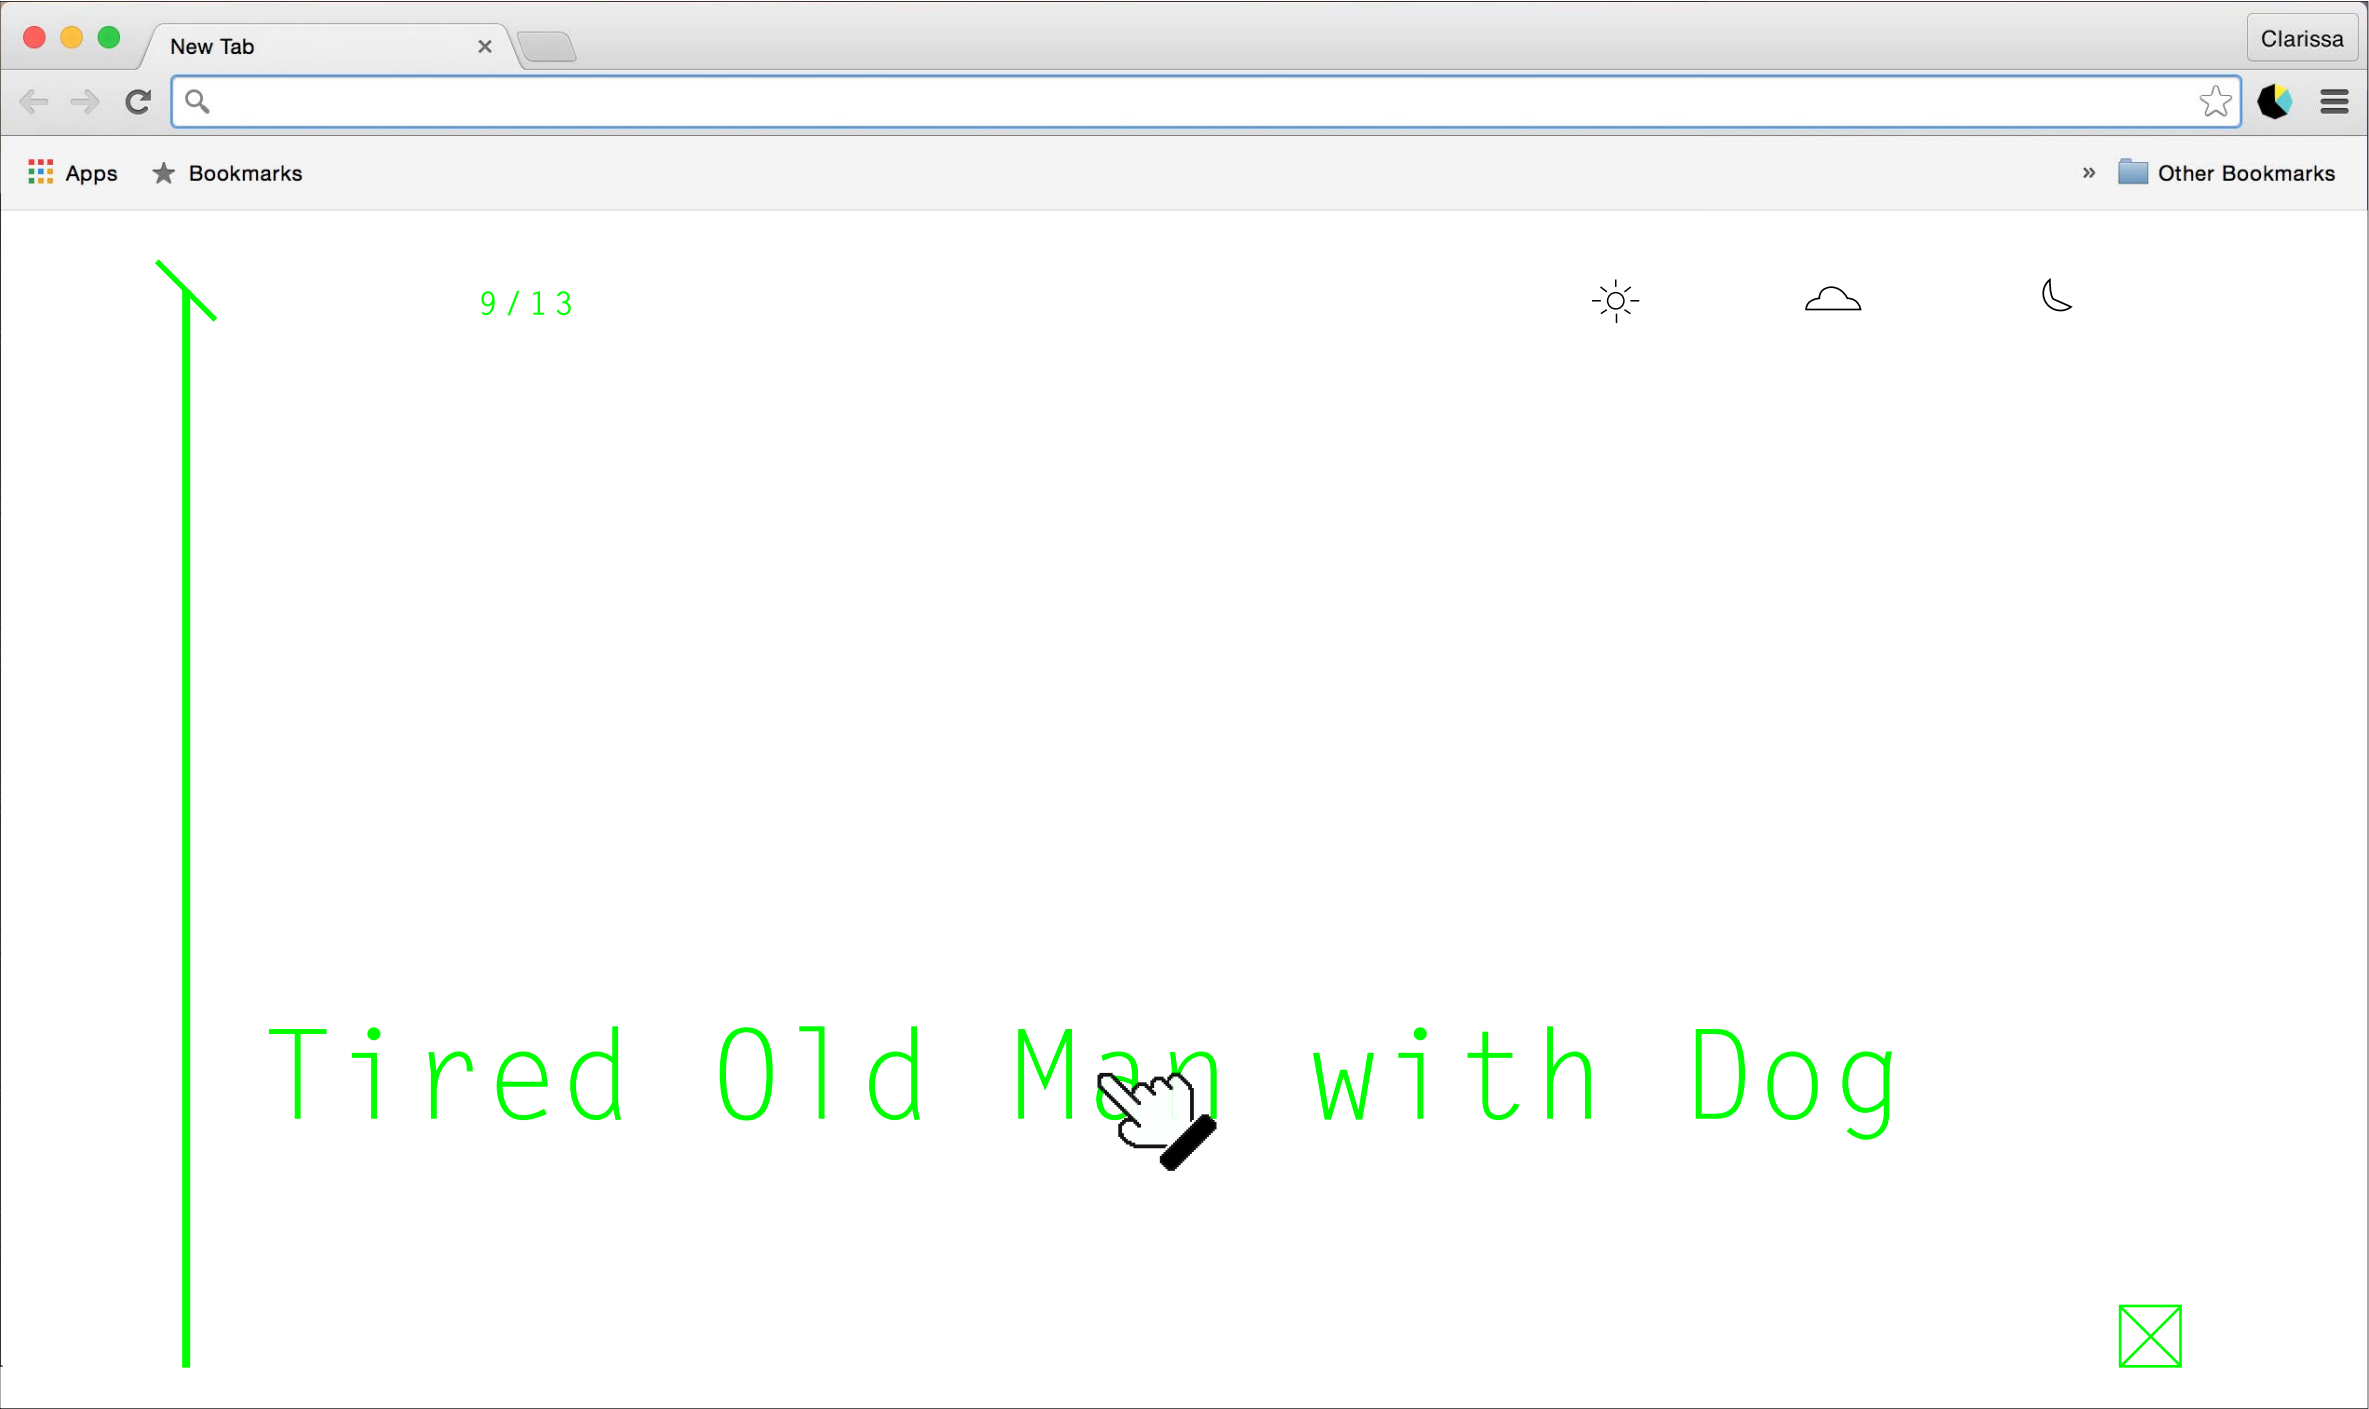 New Tab
Clarissa
Apps
Bookmarks
» Other Bookmarks
9/13
Tired Old Man with Dog